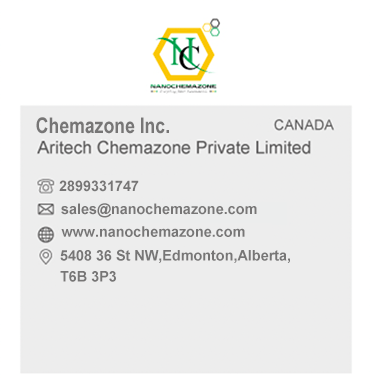 NC
NANOCHEMAZONE
Chemazone Inc.
CANADA
Aritech Chemazone Private Limited
2899331747
sales@nanochemazone.com
www.nanochemazone.com
5408 36 St NW,Edmonton,Alberta,
T6B 3P3